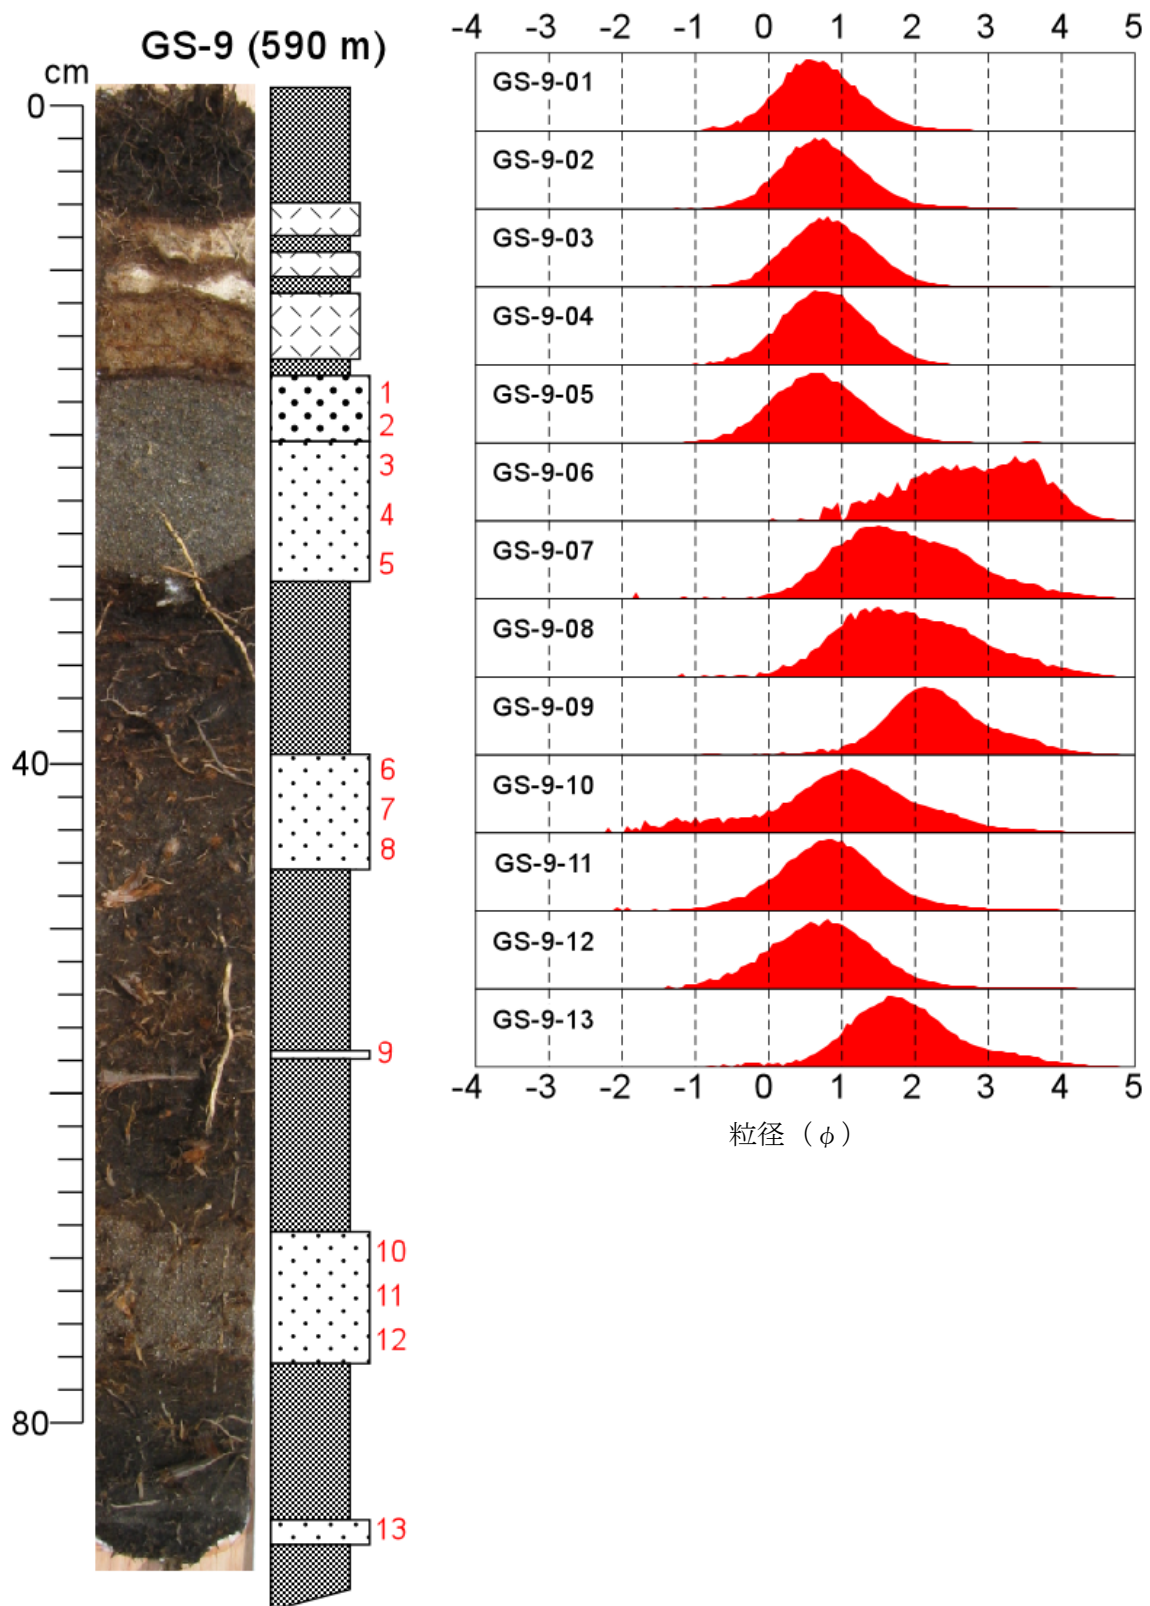 GS-9 (590 m)
cm
0
40
80
1
2
3
4
5
6
7
8
9
10
11
12
13
-4 -3 -2 -1 0 1 2 3 4 5
GS-9-01
GS-9-02
GS-9-03
GS-9-04
GS-9-05
GS-9-06
GS-9-07
GS-9-08
GS-9-09
GS-9-10
GS-9-11
GS-9-12
GS-9-13
-4 -3 -2 -1 0 1 2 3 4 5
粒径（φ）